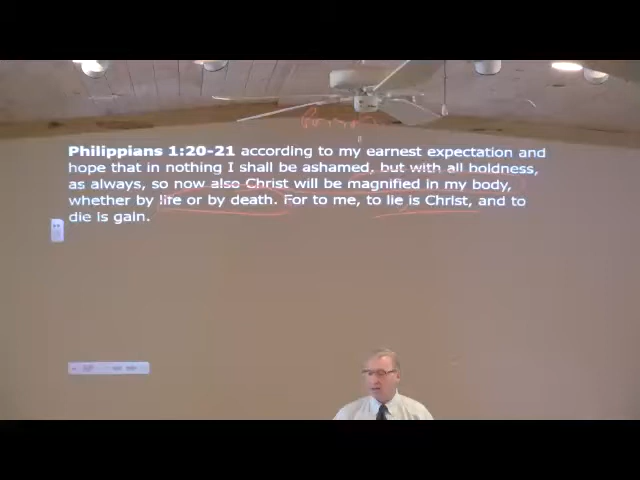 Philippians 1:20-21 according to my earnest expectation and
hope that in nothing I shall be ashamed, but with all boldness,
as always, so now also Christ will be magnified in my body,
whether by life or by death. For to me, to lie is Christ, and to
die is gain.